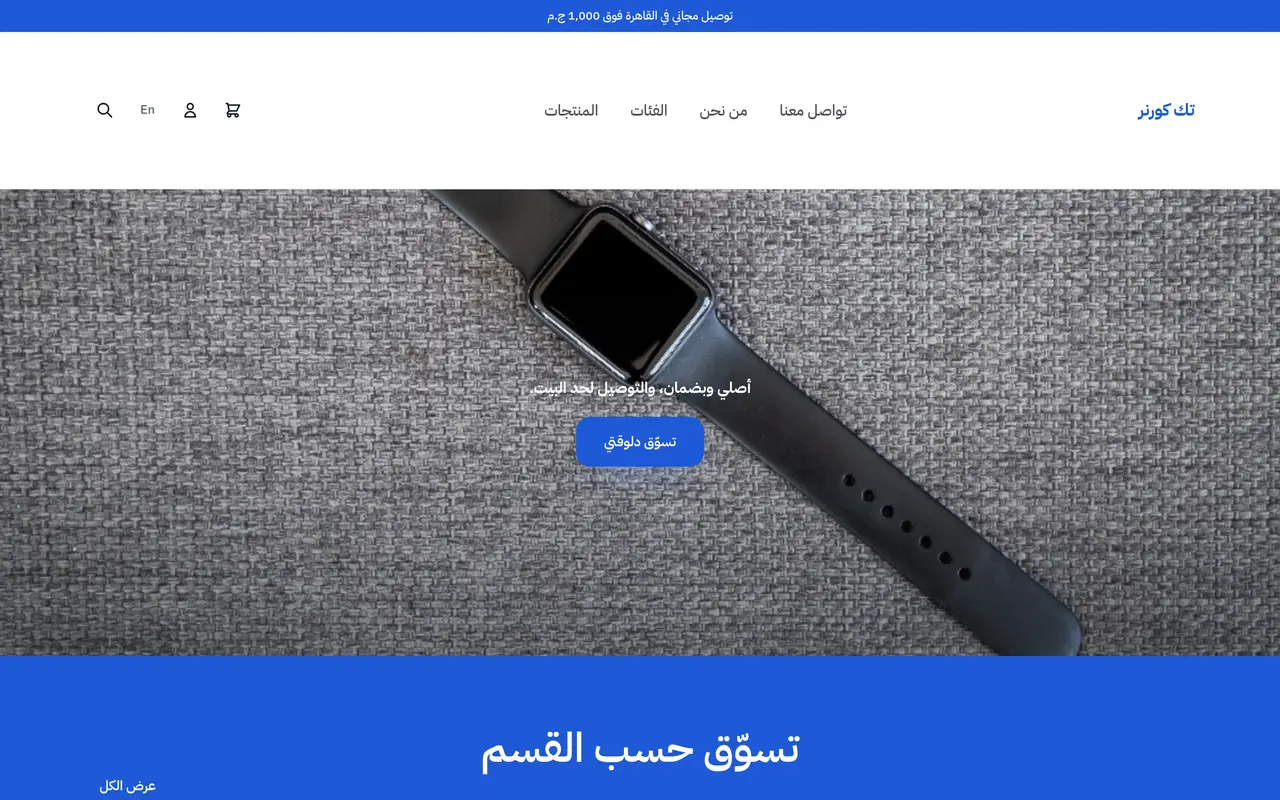 توصيل مجاني في القاهرة فوق 1,000 ج.م
تك كورنر
تواصل معنا
من نحن
الفئات
المنتجات
En
أصلي وبضمان، والتوصيل لحد البيت.
تسوّق دلوقتي
تسوّق حسب القسم
عرض الكل